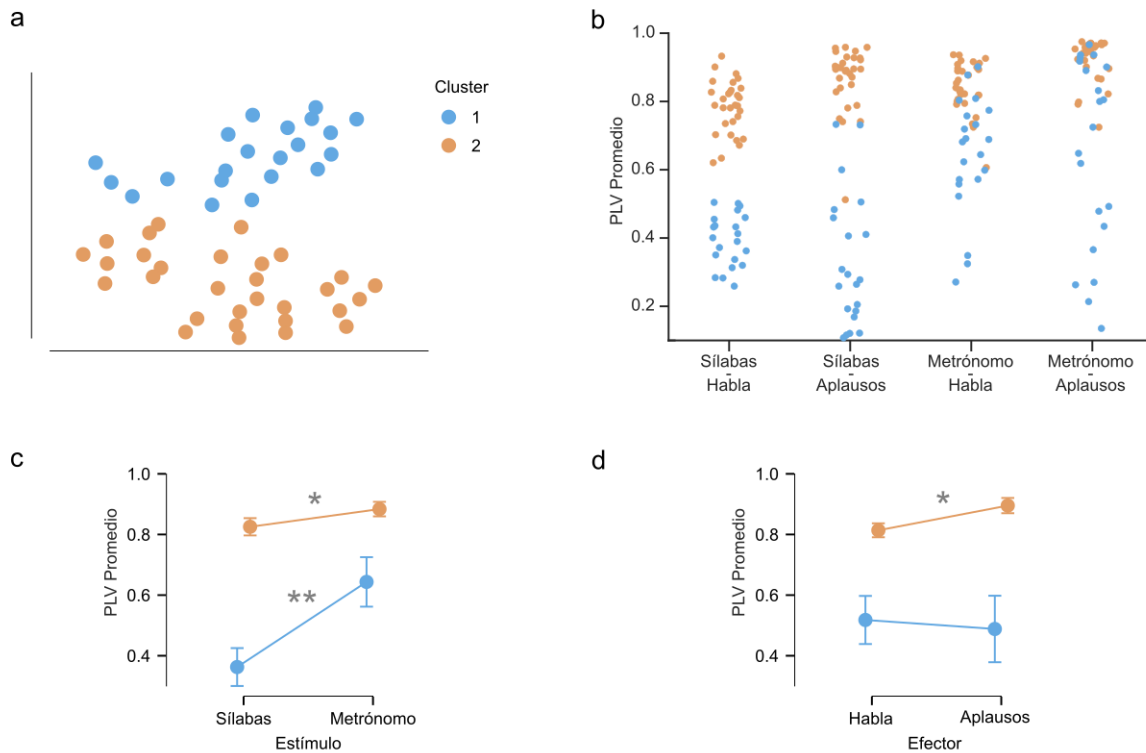 a
Cluster
1
2
b
PLV Promedio
1.0
0.8
0.6
0.4
0.2
Sílabas
-
Habla
Sílabas
-
Aplausos
Metrónomo
-
Habla
Metrónomo
-
Aplausos
c
PLV Promedio
1.0
0.8
0.6
0.4
*
**
Sílabas
Metrónomo
Estímulo
d
PLV Promedio
1.0
0.8
0.6
0.4
*
Habla
Aplausos
Efector